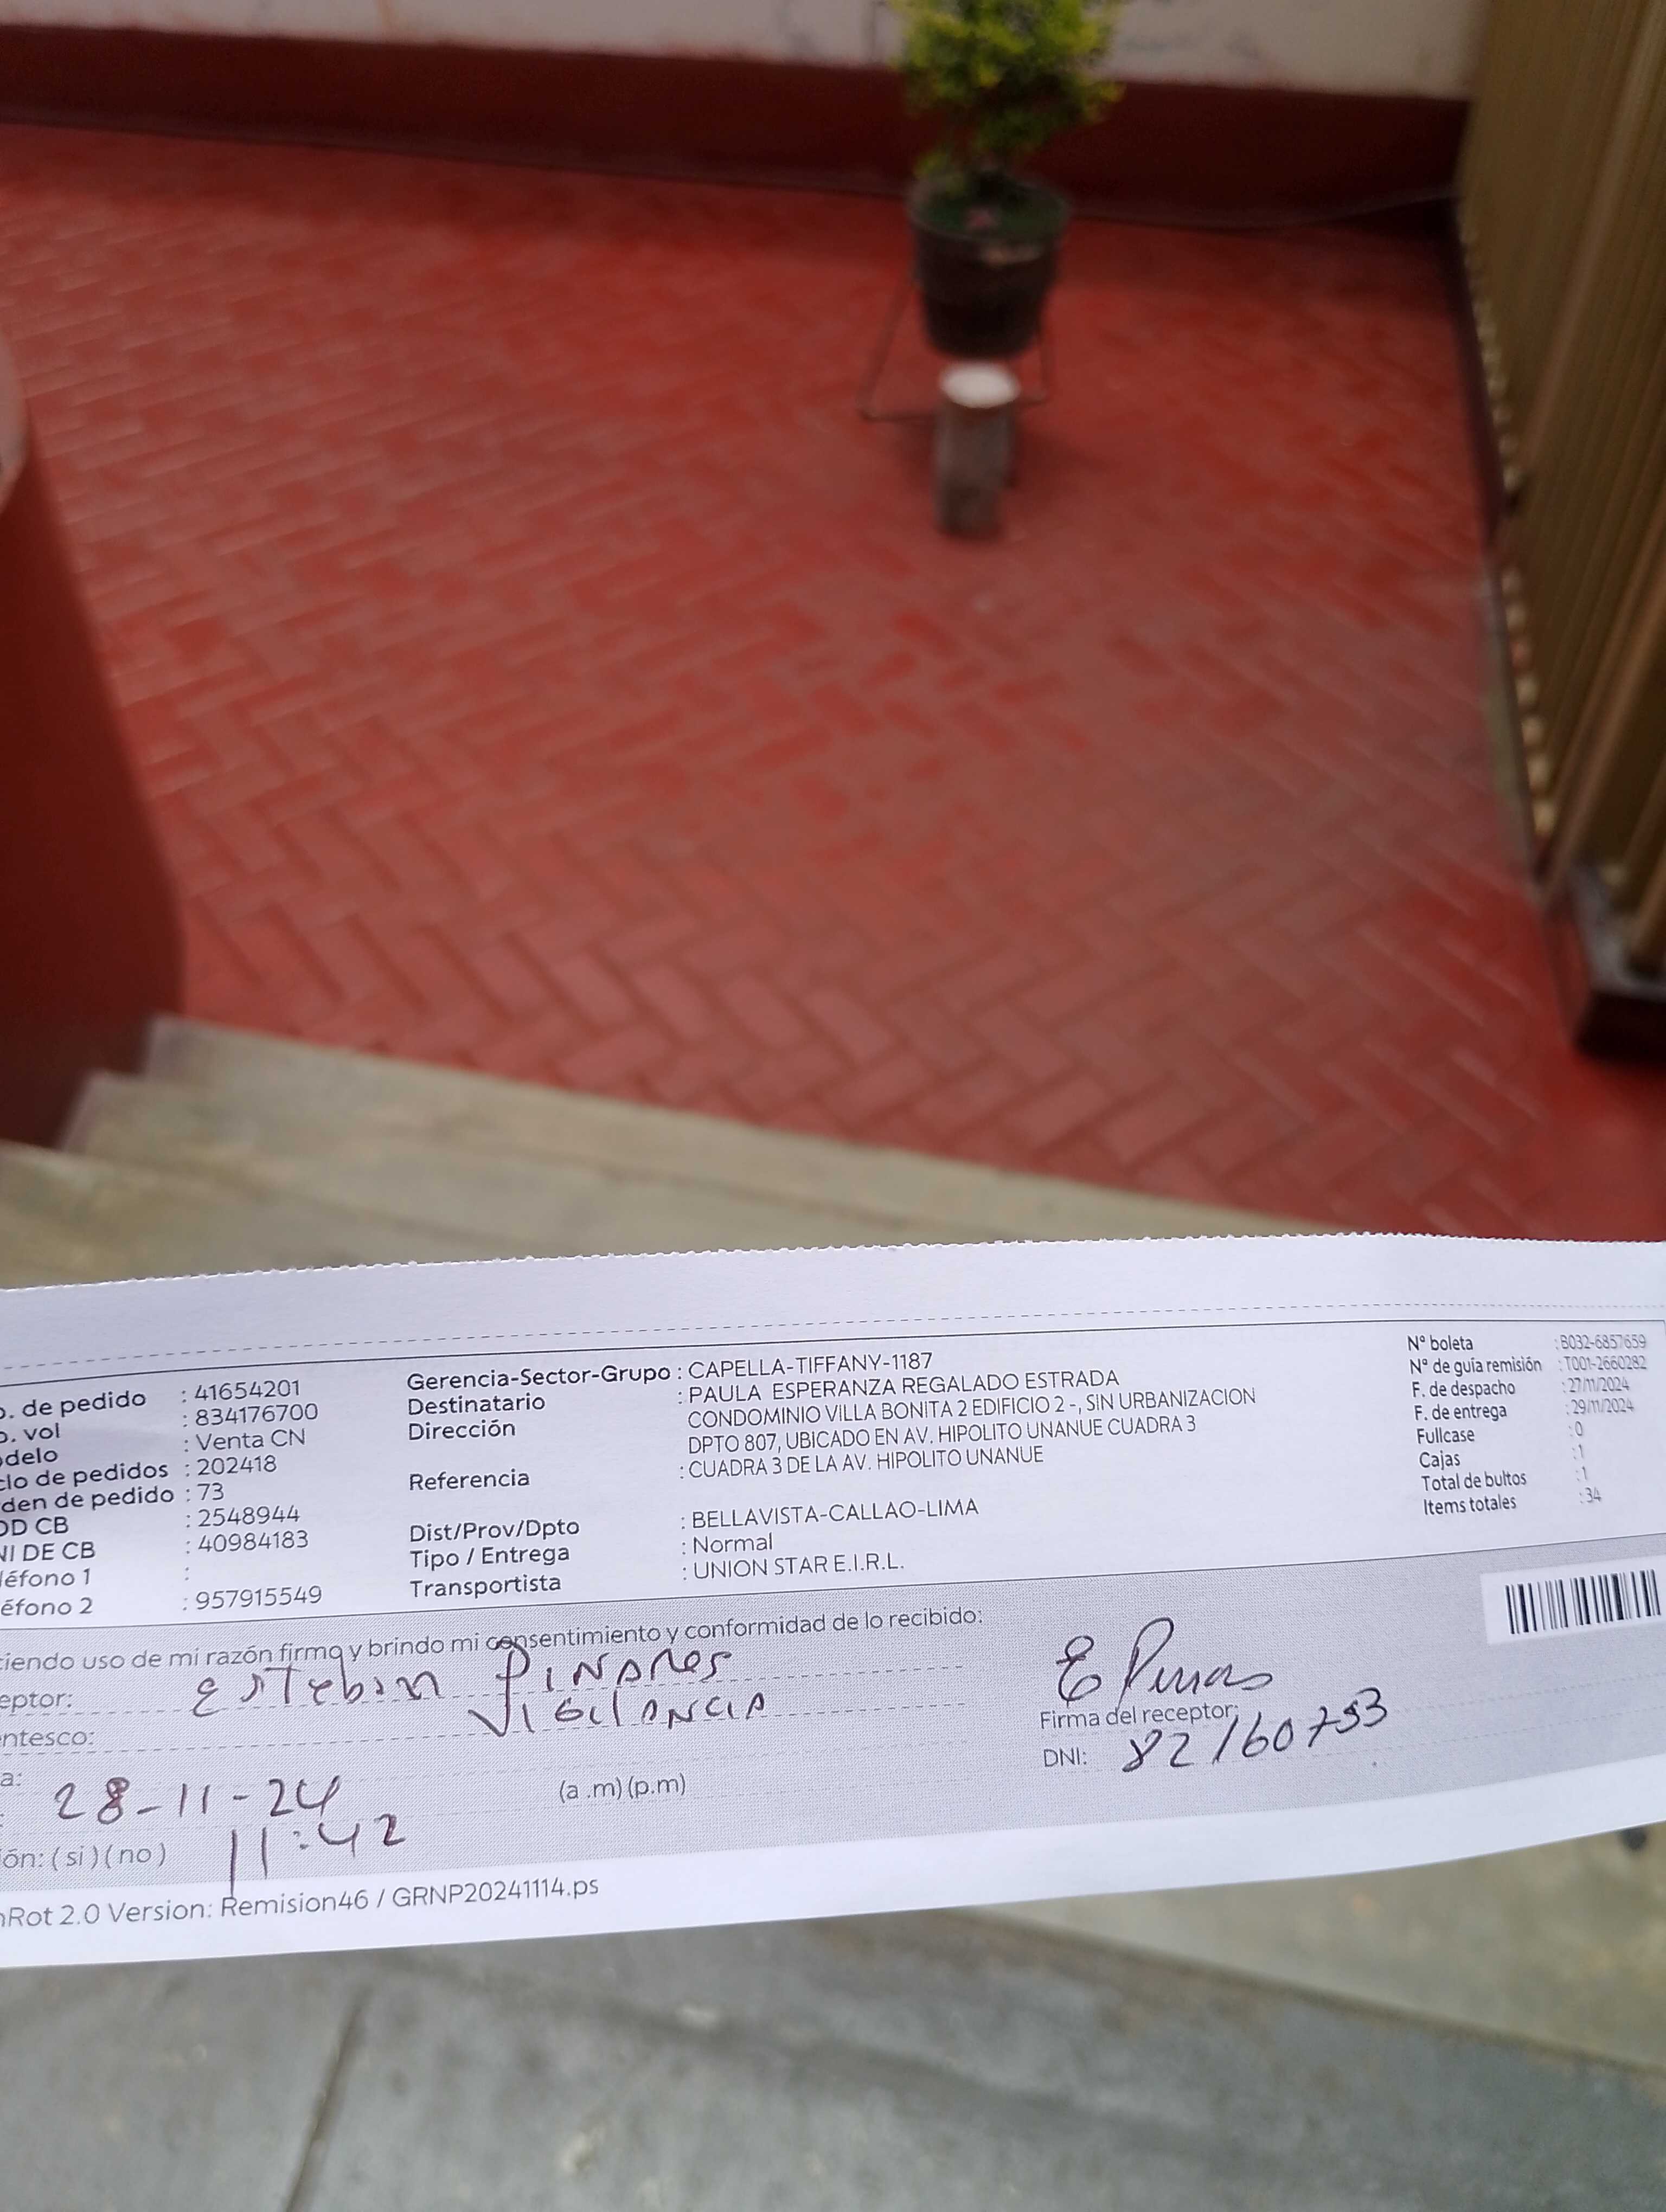 o. de pedido : 41654201
o. vol : 834176700
odelo : Venta CN
clo de pedidos : 202418
den de pedido : 73
OD CB : 2548944
NI DE CB : 40984183
léfono 1 :
éfono 2 : 957915549
Gerencia-Sector-Grupo : CAPELLA-TIFFANY-1187
Destinatario : PAULA ESPERANZA REGALADO ESTRADA
Dirección CONDOMINIO VILLA BONITA 2 EDIFICIO 2 -, SIN URBANIZACION
DPTO 807, UBICADO EN AV. HIPOLITO UNANUE CUADRA 3
Referencia : CUADRA 3 DE LA AV. HIPOLITO UNANUE
Dist/Prov/Dpto : BELLAVISTA-CALLAO-LIMA
Tipo / Entrega : Normal
Transportista : UNION STAR E.I.R.L.
N° boleta : B032-6857659
N° de guía remisión : T001-2660282
F. de despacho : 27/11/2024
F. de entrega : 29/11/2024
Fullcase : 0
Cajas : 1
Total de bultos : 1
Items totales : 34
ciendo uso de mi razón firmo y brindo mi consentimiento y conformidad de lo recibido:
eptor: Esteban PINARES
entesco: VIGILANCIA
a: 28-11-24
: 11:42 (a .m) (p.m)
ón: ( si ) ( no )
Firma del receptor:
DNI: 82160753
nRot 2.0 Version: Remision46 / GRNP20241114.ps